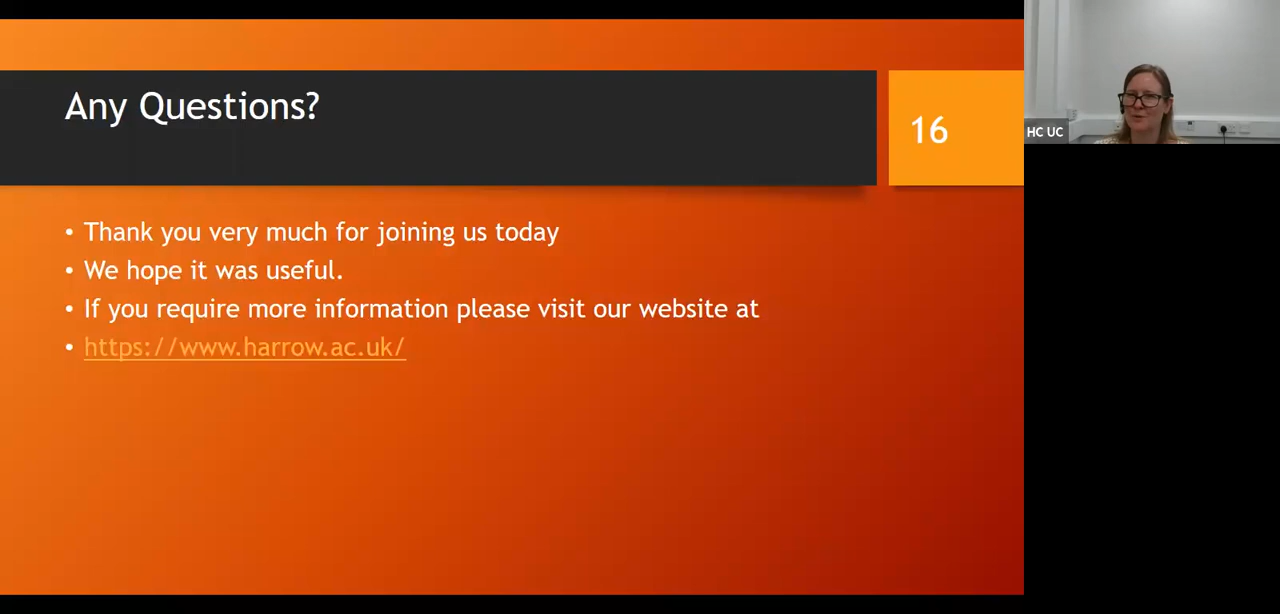 Any Questions?
16
• Thank you very much for joining us today
• We hope it was useful.
• If you require more information please visit our website at
• https://www.harrow.ac.uk/
HC UC